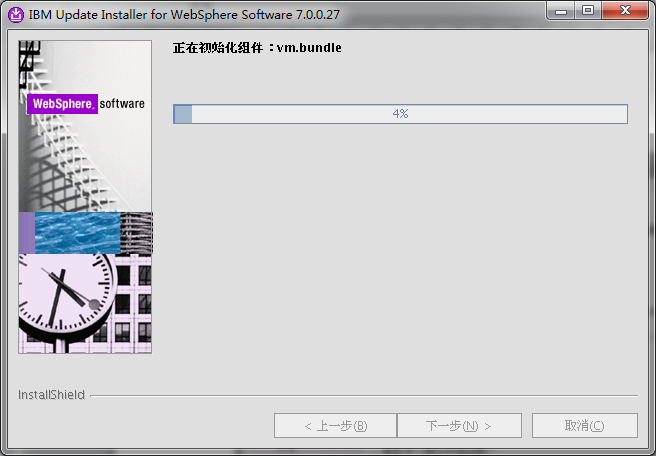 IBM Update Installer for WebSphere Software 7.0.0.27
正在初始化组件：vm.bundle
WebSphere. software
4%
InstallShield
< 上一步(B)
下一步(N) >
取消(C)